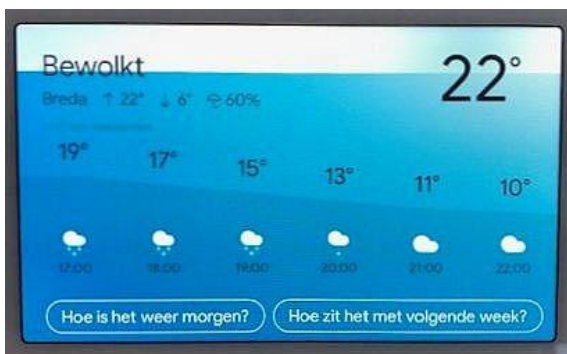 Bewolkt
22°
Breda ↑ 22° ↓ 6° 60%
19° 17° 15° 13° 11° 10°
17:00 18:00 19:00 20:00 21:00 22:00
Hoe is het weer morgen? Hoe zit het met volgende week?